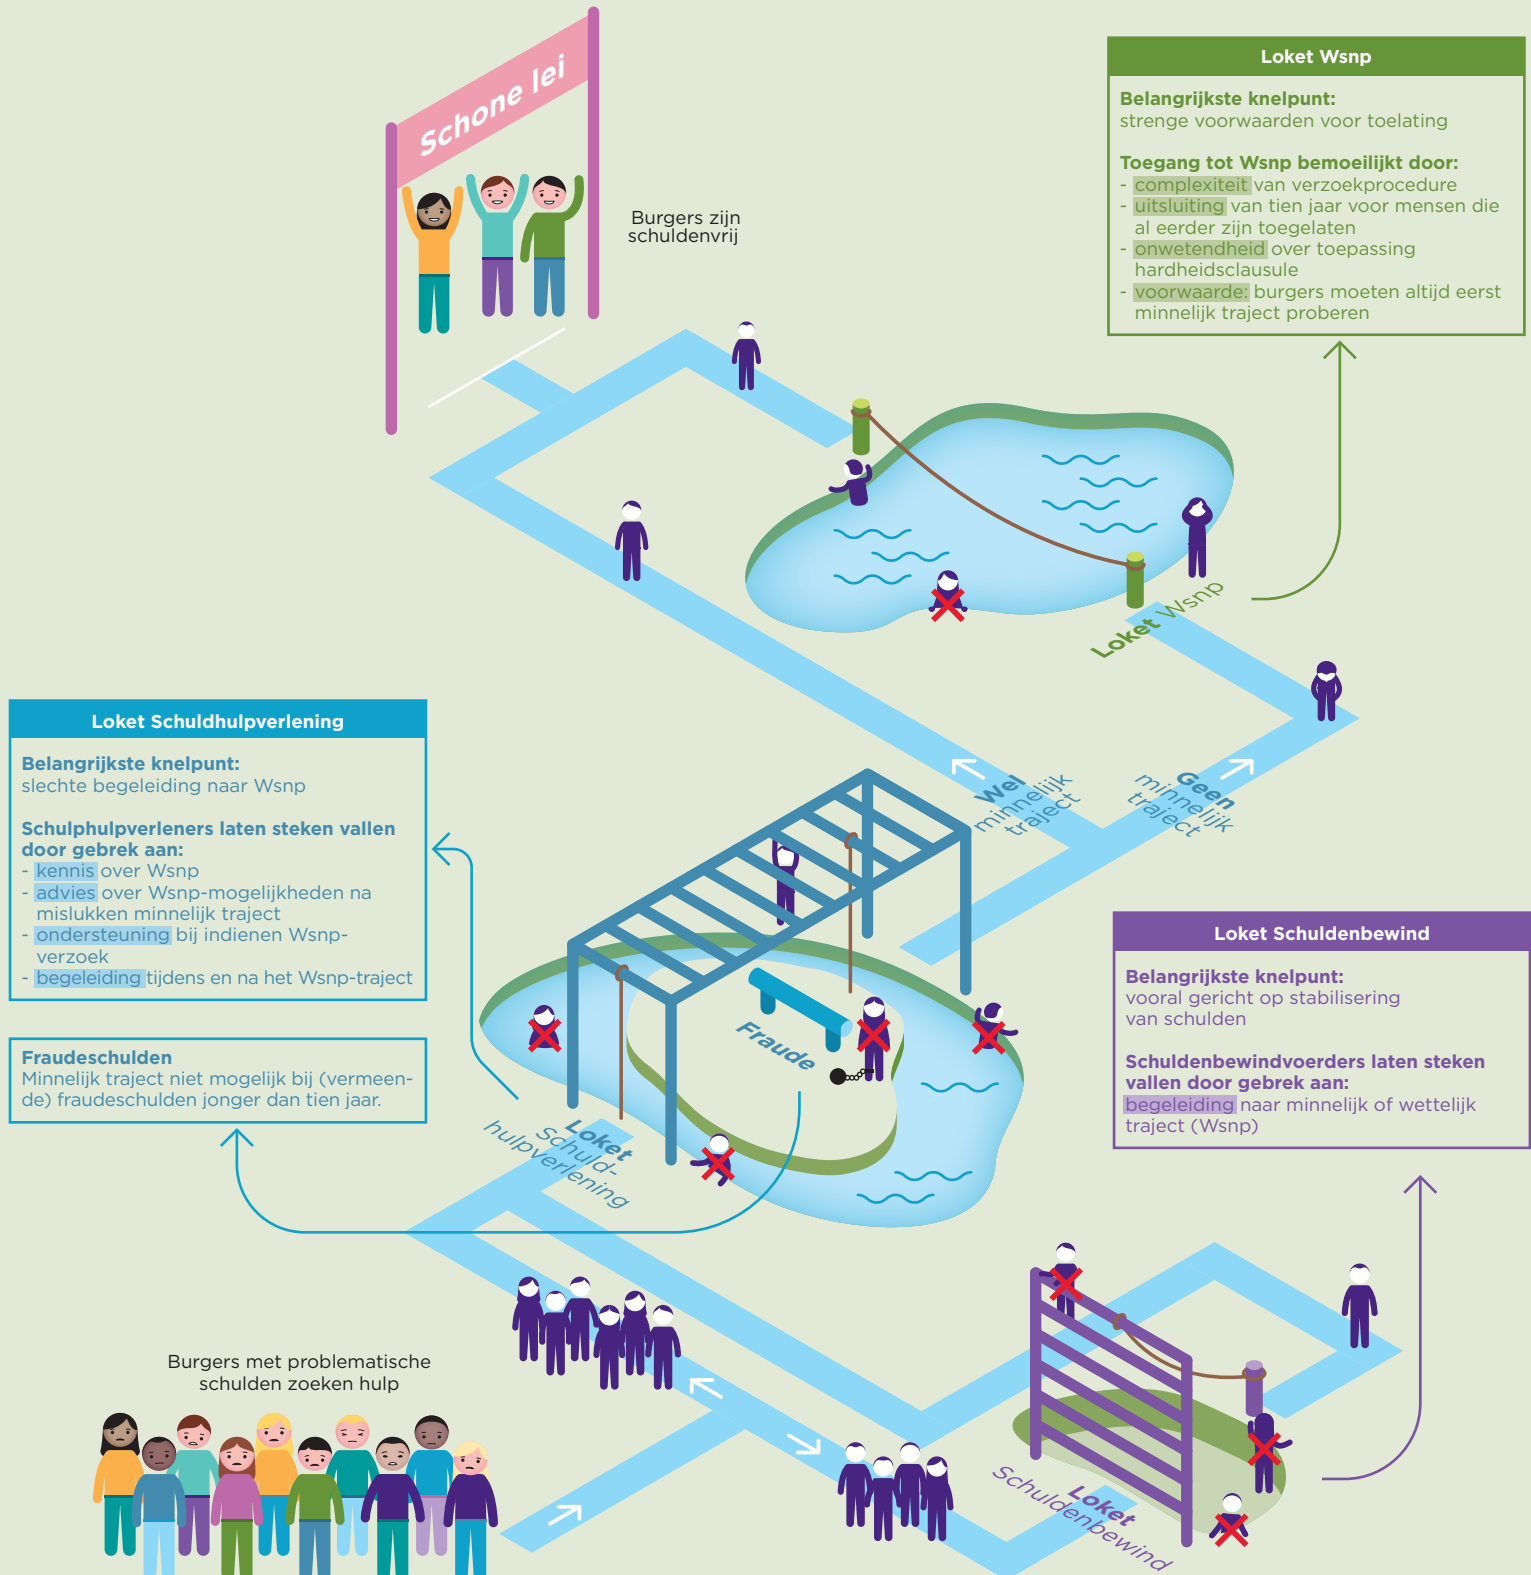 Schone lei
Burgers zijn
schuldenvrij
Loket Wsnp
Belangrijkste knelpunt:
strenge voorwaarden voor toelating
Toegang tot Wsnp bemoeilijkt door:
- complexiteit van verzoekprocedure
- uitsluiting van tien jaar voor mensen die
al eerder zijn toegelaten
- onwetendheid over toepassing
hardheidsclausule
- voorwaarde: burgers moeten altijd eerst
minnelijk traject proberen
Loket Wsnp
Loket Schuldhulpverlening
Belangrijkste knelpunt:
slechte begeleiding naar Wsnp
Schulphulpverleners laten steken vallen
door gebrek aan:
- kennis over Wsnp
- advies over Wsnp-mogelijkheden na
mislukken minnelijk traject
- ondersteuning bij indienen Wsnp-
verzoek
- begeleiding tijdens en na het Wsnp-traject
Wel
minnelijk
traject
Geen
minnelijk
traject
Fraudeschulden
Minnelijk traject niet mogelijk bij (vermeen-
de) fraudeschulden jonger dan tien jaar.
Fraude
Loket
Schuld-
hulpverlening
Loket Schuldenbewind
Belangrijkste knelpunt:
vooral gericht op stabilisering
van schulden
Schuldenbewindvoerders laten steken
vallen door gebrek aan:
begeleiding naar minnelijk of wettelijk
traject (Wsnp)
Burgers met problematische
schulden zoeken hulp
Loket
Schuldenbewind